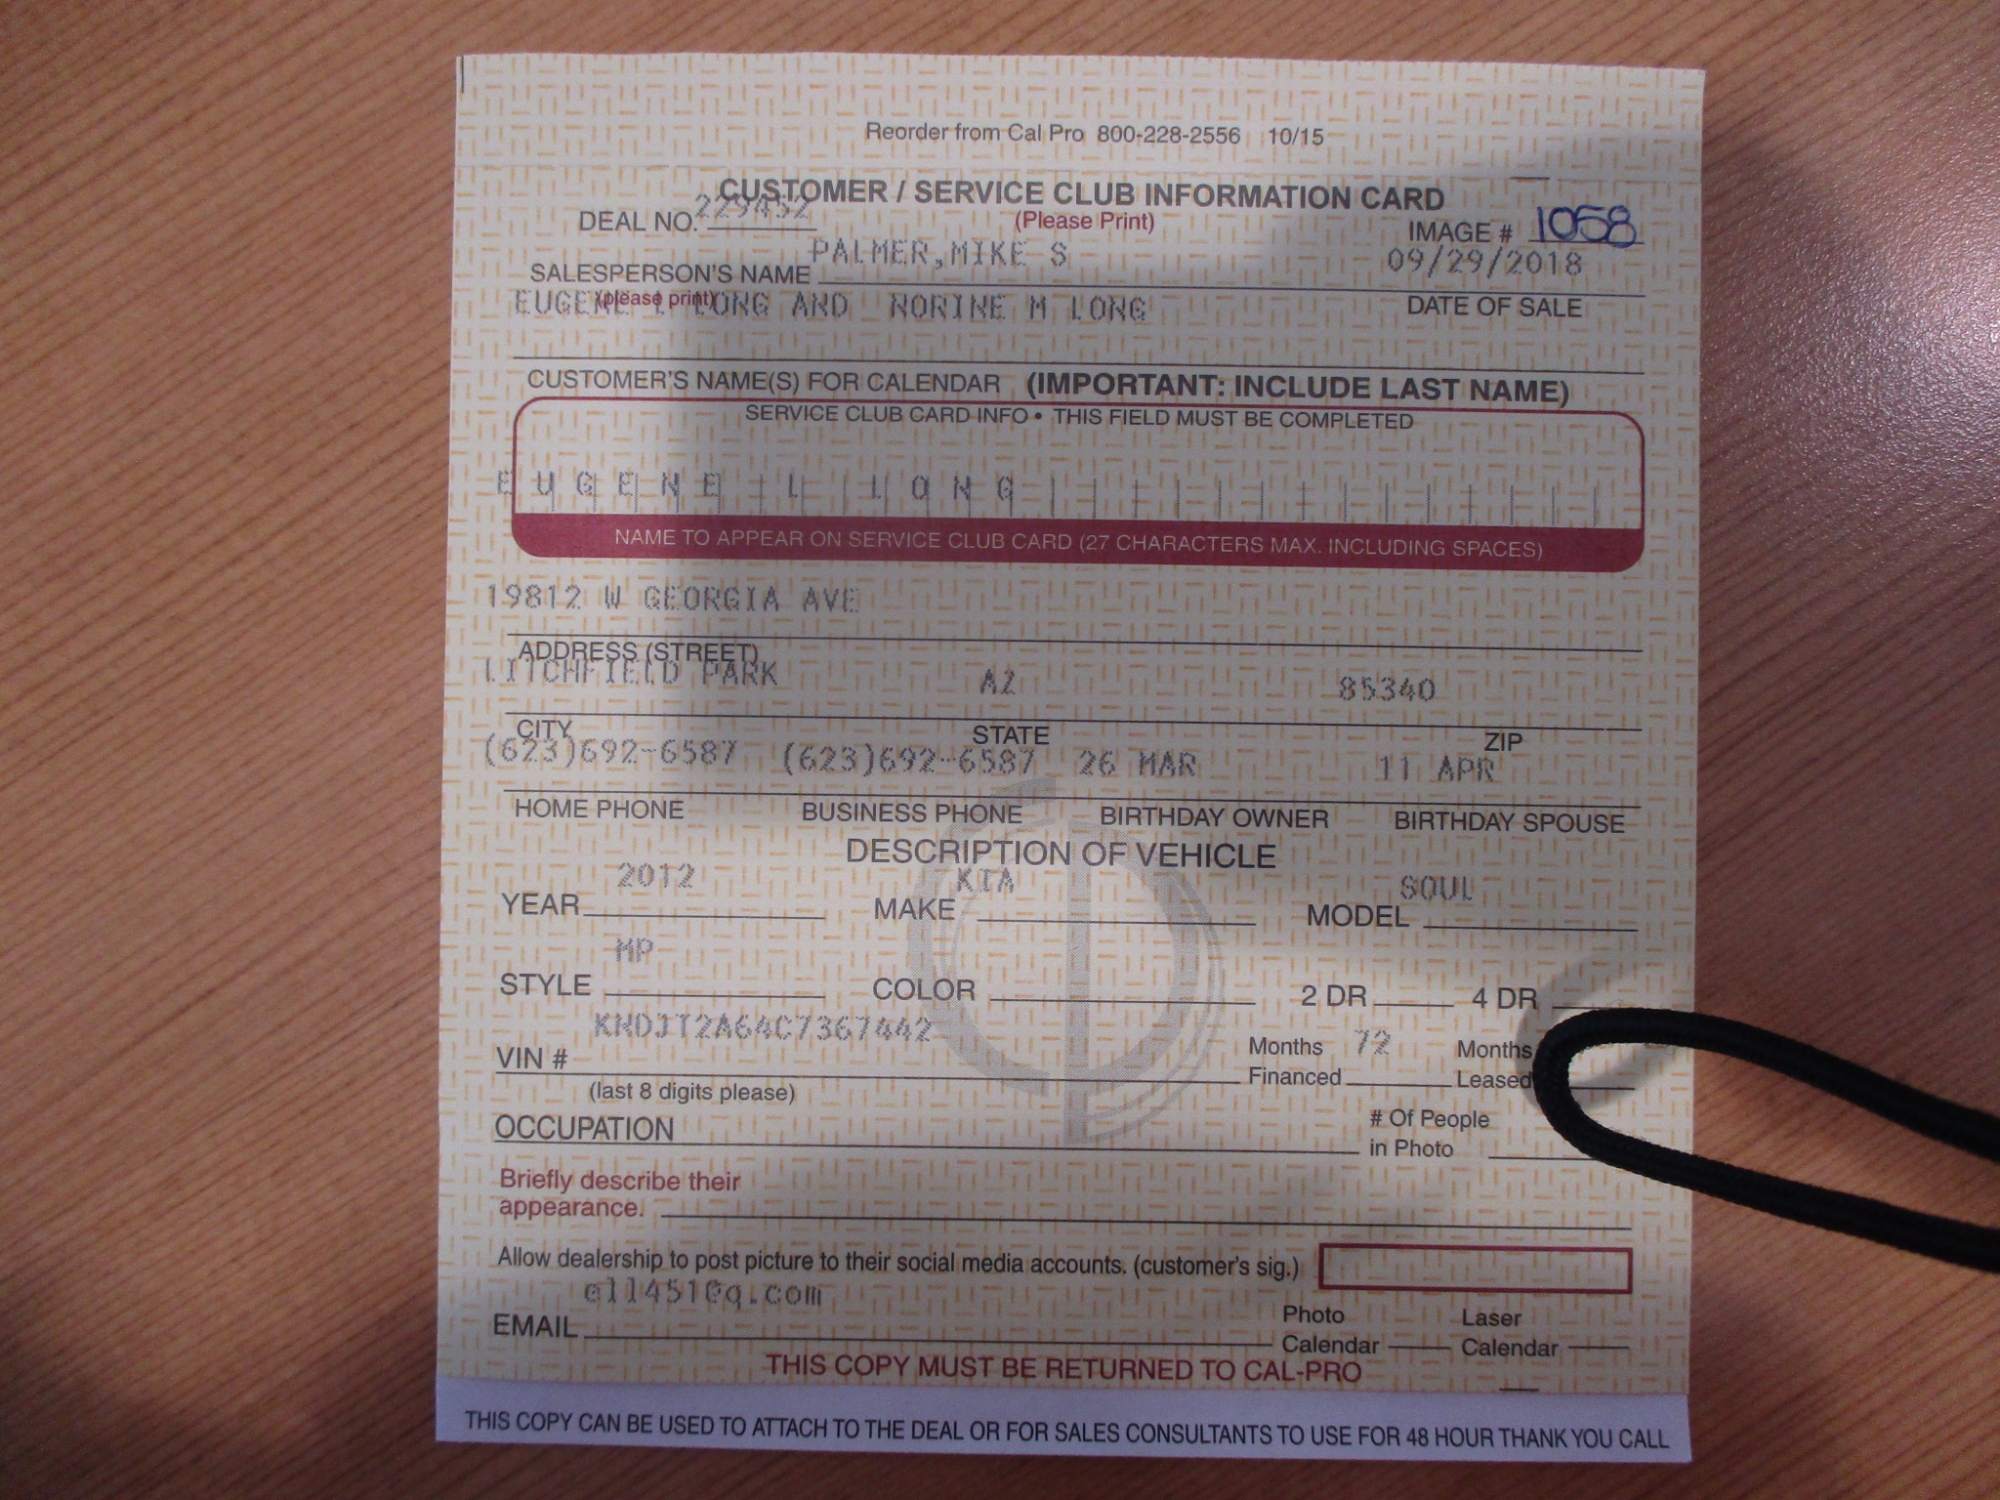 Reorder from Cal Pro 800-228-2556 10/15
CUSTOMER / SERVICE CLUB INFORMATION CARD
(Please Print)
DEAL NO. 229452
IMAGE # 1058
PALMER,MIKE S
09/29/2018
SALESPERSON'S NAME
(please print)
EUGENE L LONG AND NORINE M LONG
DATE OF SALE
CUSTOMER'S NAME(S) FOR CALENDAR (IMPORTANT: INCLUDE LAST NAME)
SERVICE CLUB CARD INFO • THIS FIELD MUST BE COMPLETED
EUGENE L LONG
NAME TO APPEAR ON SERVICE CLUB CARD (27 CHARACTERS MAX. INCLUDING SPACES)
19812 W GEORGIA AVE
ADDRESS (STREET)
LITCHFIELD PARK AZ 85340
CITY STATE ZIP
(623)692-6587 (623)692-6587 26 MAR 11 APR
HOME PHONE BUSINESS PHONE BIRTHDAY OWNER BIRTHDAY SPOUSE
DESCRIPTION OF VEHICLE
YEAR 2012 MAKE KIA MODEL SOUL
STYLE MP COLOR 2 DR 4 DR
VIN # KNDJT2A64C7367442
(last 8 digits please)
Months Financed 72 Months Leased
OCCUPATION
# Of People in Photo
Briefly describe their
appearance.
Allow dealership to post picture to their social media accounts. (customer's sig.)
EMAIL ell451@q.com
Photo Calendar Laser Calendar
THIS COPY MUST BE RETURNED TO CAL-PRO
THIS COPY CAN BE USED TO ATTACH TO THE DEAL OR FOR SALES CONSULTANTS TO USE FOR 48 HOUR THANK YOU CALL